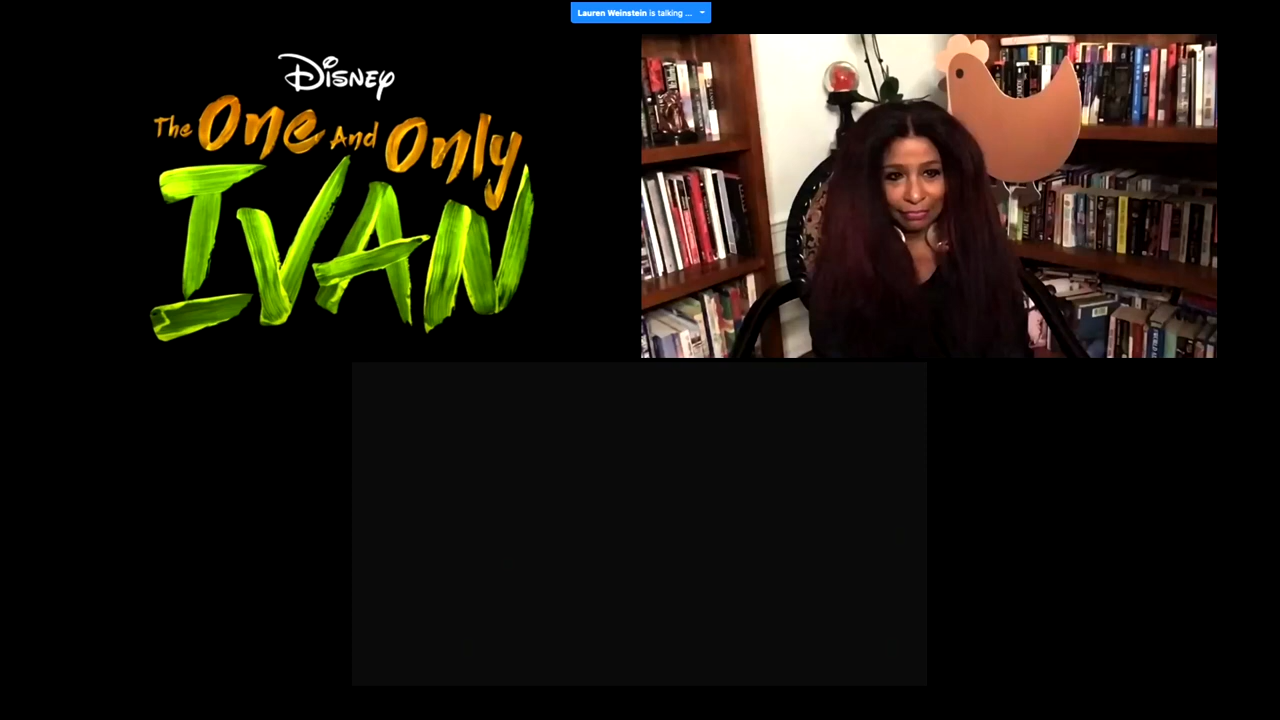 Lauren Weinstein is talking ...
Disney
The One And Only
IVAN